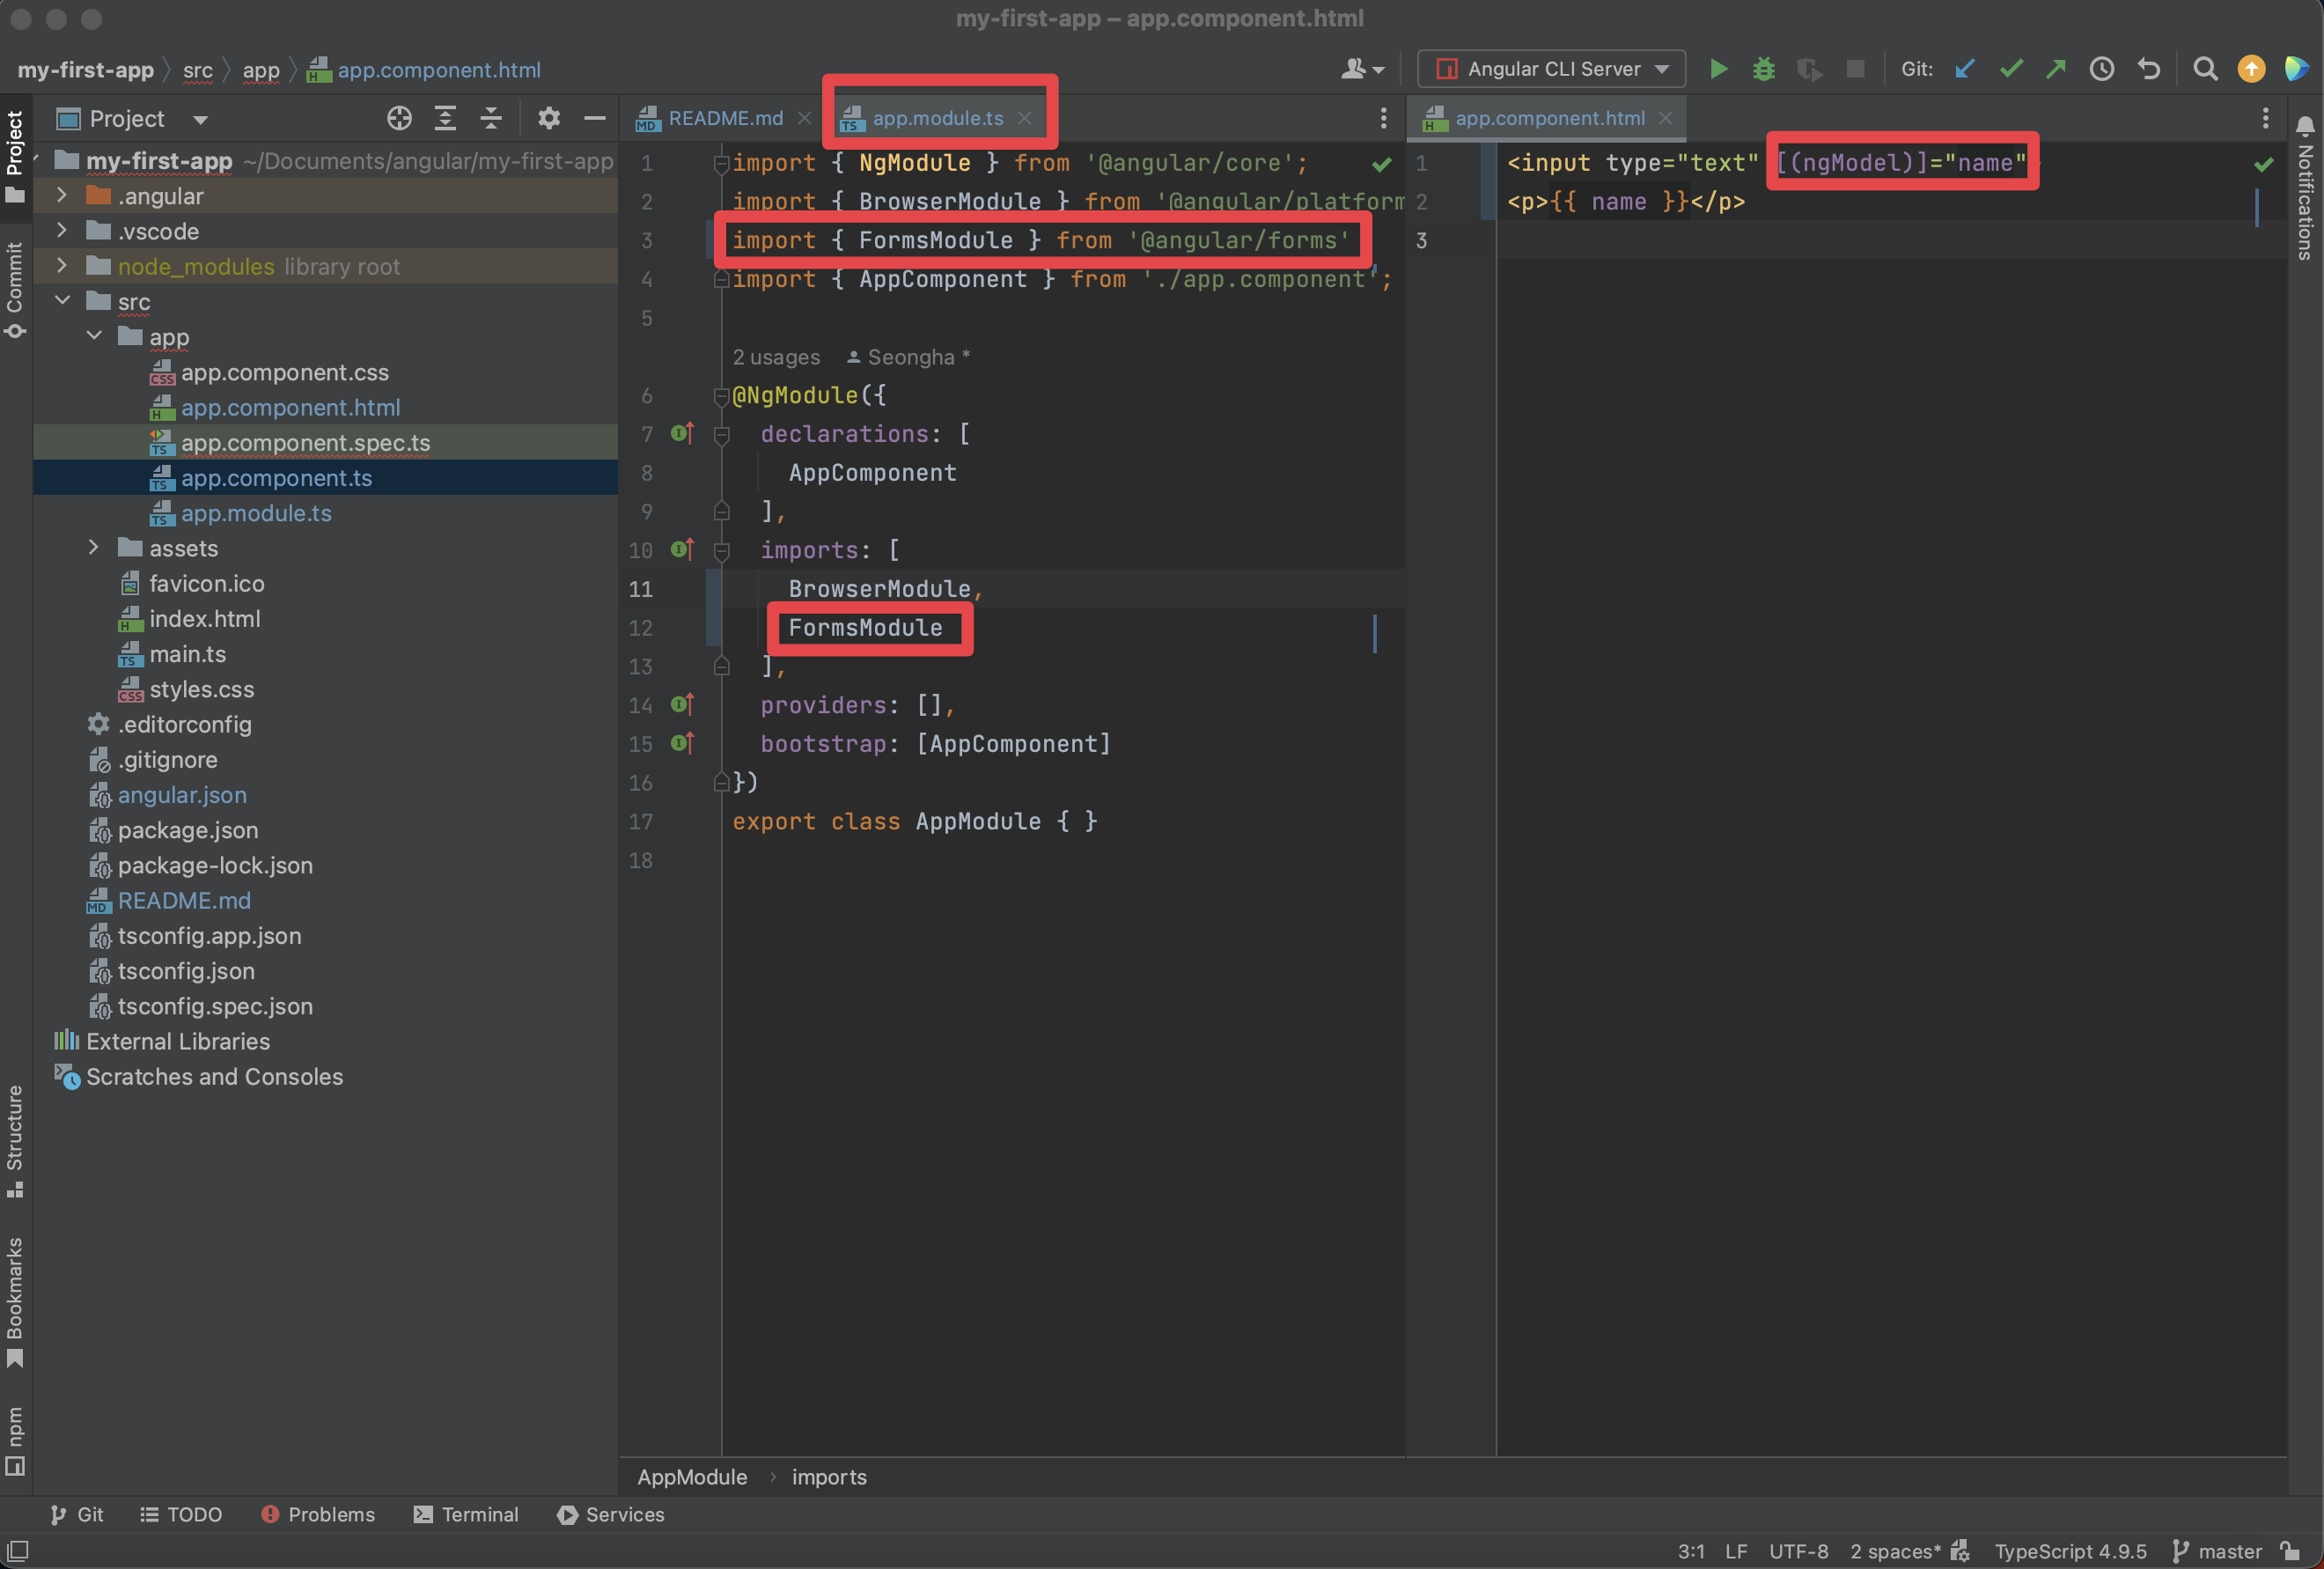 my-first-app – app.component.html
my-first-app src app app.component.html
Angular CLI Server
Git:
Project
Commit
Structure
Bookmarks
npm
Project
my-first-app ~/Documents/angular/my-first-app
.angular
.vscode
node_modules library root
src
app
app.component.css
app.component.html
app.component.spec.ts
app.component.ts
app.module.ts
assets
favicon.ico
index.html
main.ts
styles.css
.editorconfig
.gitignore
angular.json
package.json
package-lock.json
README.md
tsconfig.app.json
tsconfig.json
tsconfig.spec.json
External Libraries
Scratches and Consoles
README.md app.module.ts
1 import { NgModule } from '@angular/core';
2 import { BrowserModule } from '@angular/platform
3 import { FormsModule } from '@angular/forms'
4 import { AppComponent } from './app.component';
5
2 usages Seongha *
6 @NgModule({
7 declarations: [
8 AppComponent
9 ],
10 imports: [
11 BrowserModule,
12 FormsModule
13 ],
14 providers: [],
15 bootstrap: [AppComponent]
16 })
17 export class AppModule { }
18
AppModule › imports
app.component.html
1 <input type="text" [(ngModel)]="name"
2 <p>{{ name }}</p>
3
Notifications
Git TODO Problems Terminal Services
3:1 LF UTF-8 2 spaces* TypeScript 4.9.5 master